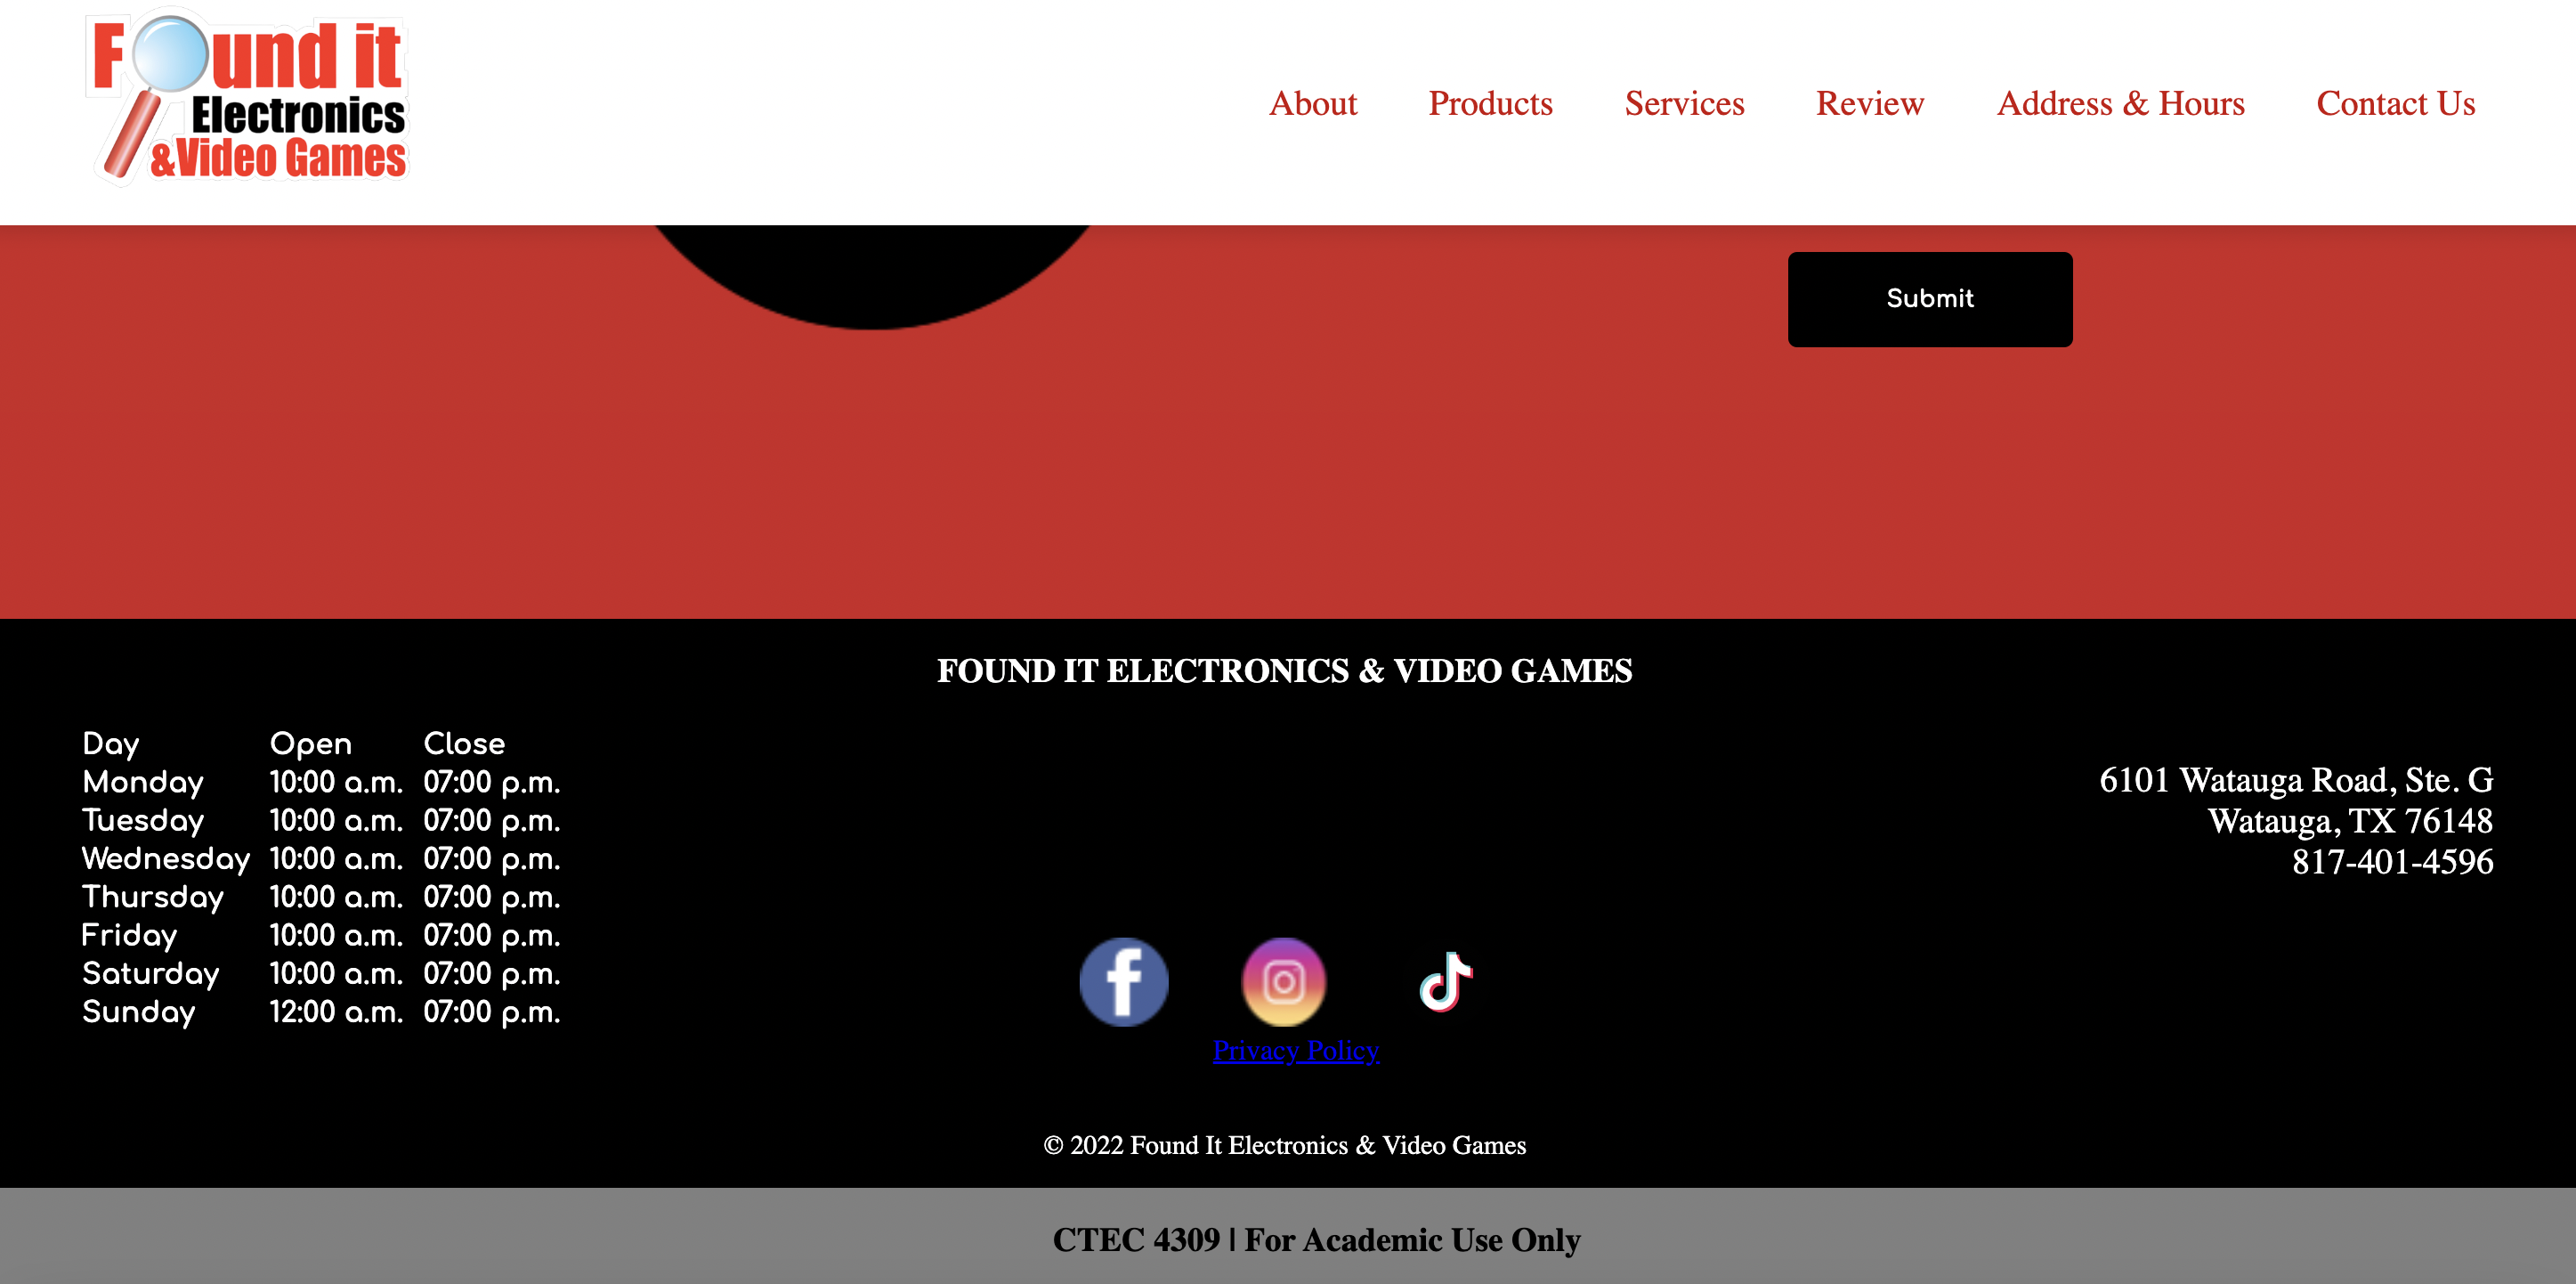 Found it
Electronics
&Video Games
About Products Services Review Address & Hours Contact Us
Submit
FOUND IT ELECTRONICS & VIDEO GAMES
Day Open Close
Monday 10:00 a.m. 07:00 p.m.
Tuesday 10:00 a.m. 07:00 p.m.
Wednesday 10:00 a.m. 07:00 p.m.
Thursday 10:00 a.m. 07:00 p.m.
Friday 10:00 a.m. 07:00 p.m.
Saturday 10:00 a.m. 07:00 p.m.
Sunday 12:00 a.m. 07:00 p.m.
6101 Watauga Road, Ste. G
Watauga, TX 76148
817-401-4596
Privacy Policy
© 2022 Found It Electronics & Video Games
CTEC 4309 | For Academic Use Only